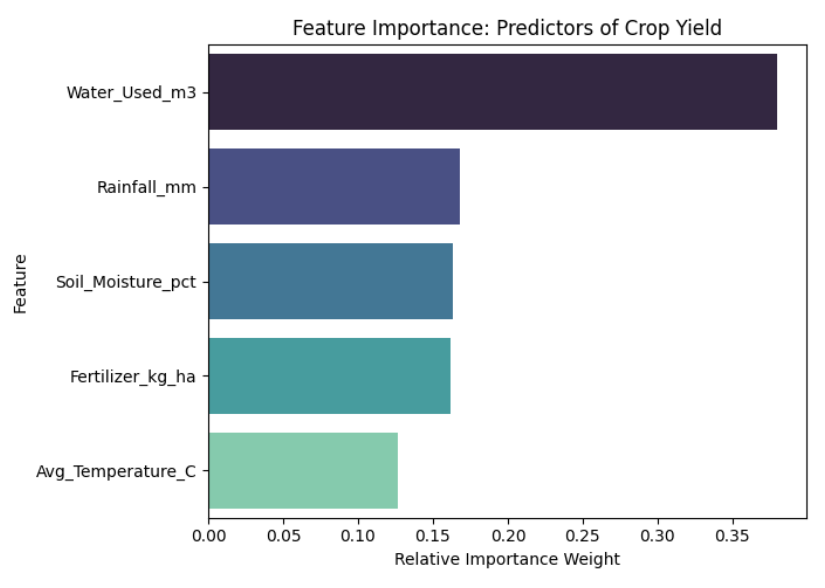 Feature Importance: Predictors of Crop Yield
Water_Used_m3
Rainfall_mm
Soil_Moisture_pct
Fertilizer_kg_ha
Avg_Temperature_C
Feature
0.00 0.05 0.10 0.15 0.20 0.25 0.30 0.35
Relative Importance Weight